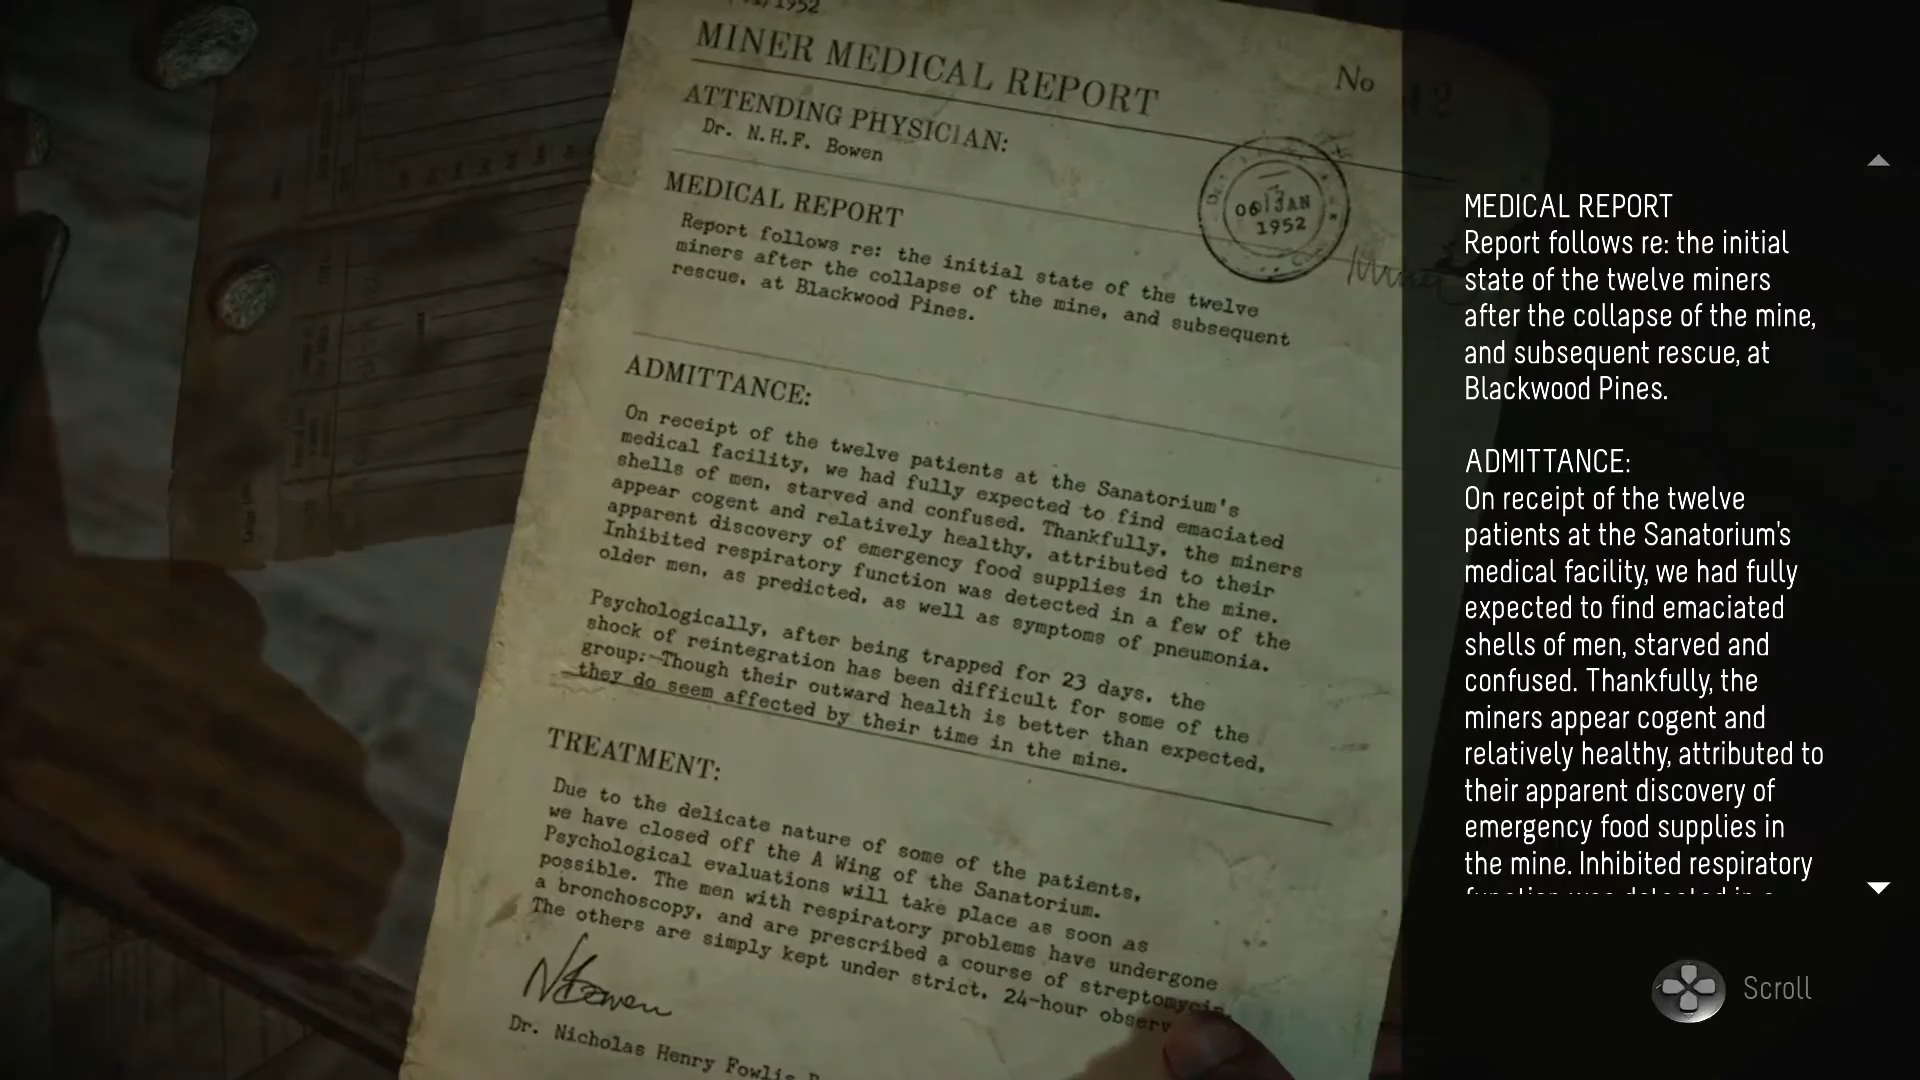 1952
MINER MEDICAL REPORT
No 12
ATTENDING PHYSICIAN:
Dr. N.H.F. Bowen
JAN
1952
MEDICAL REPORT
Report follows re: the initial state of the twelve
miners after the collapse of the mine, and subsequent
rescue, at Blackwood Pines.
ADMITTANCE:
On receipt of the twelve patients at the Sanatorium's
medical facility, we had fully expected to find emaciated
shells of men, starved and confused. Thankfully, the miners
appear cogent and relatively healthy, attributed to their
apparent discovery of emergency food supplies in the mine.
Inhibited respiratory function was detected in a few of the
older men, as predicted, as well as symptoms of pneumonia.
Psychologically, after being trapped for 23 days, the
shock of reintegration has been difficult for some of the
group; Though their outward health is better than expected,
they do seem affected by their time in the mine.
TREATMENT:
Due to the delicate nature of some of the patients,
we have closed off the A Wing of the Sanatorium.
Psychological evaluations will take place as soon as
possible. The men with respiratory problems have undergone
a bronchoscopy, and are prescribed a course of streptomycin.
The others are simply kept under strict, 24-hour observ
NBowen
Dr. Nicholas Henry Fowlis
MEDICAL REPORT
Report follows re: the initial
state of the twelve miners
after the collapse of the mine,
and subsequent rescue, at
Blackwood Pines.
ADMITTANCE:
On receipt of the twelve
patients at the Sanatorium's
medical facility, we had fully
expected to find emaciated
shells of men, starved and
confused. Thankfully, the
miners appear cogent and
relatively healthy, attributed to
their apparent discovery of
emergency food supplies in
the mine. Inhibited respiratory
function was detected in a
Scroll